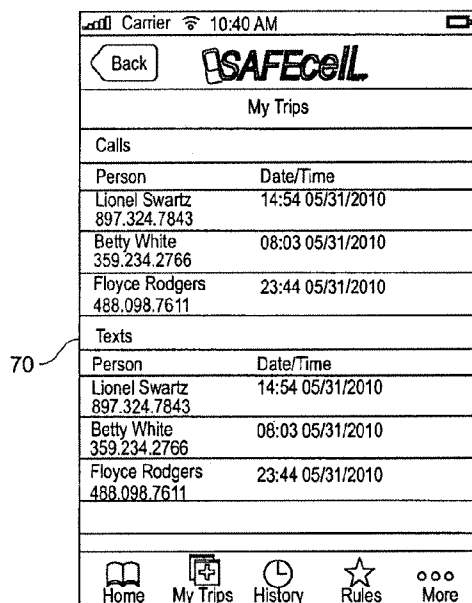 Carrier 10:40 AM
Back SAFEcell.
My Trips
Calls
Person Date/Time
Lionel Swartz 14:54 05/31/2010
897.324.7843
Betty White 08:03 05/31/2010
359.234.2766
Floyce Rodgers 23:44 05/31/2010
488.098.7611
Texts
70
Person Date/Time
Lionel Swartz 14:54 05/31/2010
897.324.7843
Betty White 08:03 05/31/2010
359.234.2766
Floyce Rodgers 23:44 05/31/2010
488.098.7611
Home My Trips History Rules More